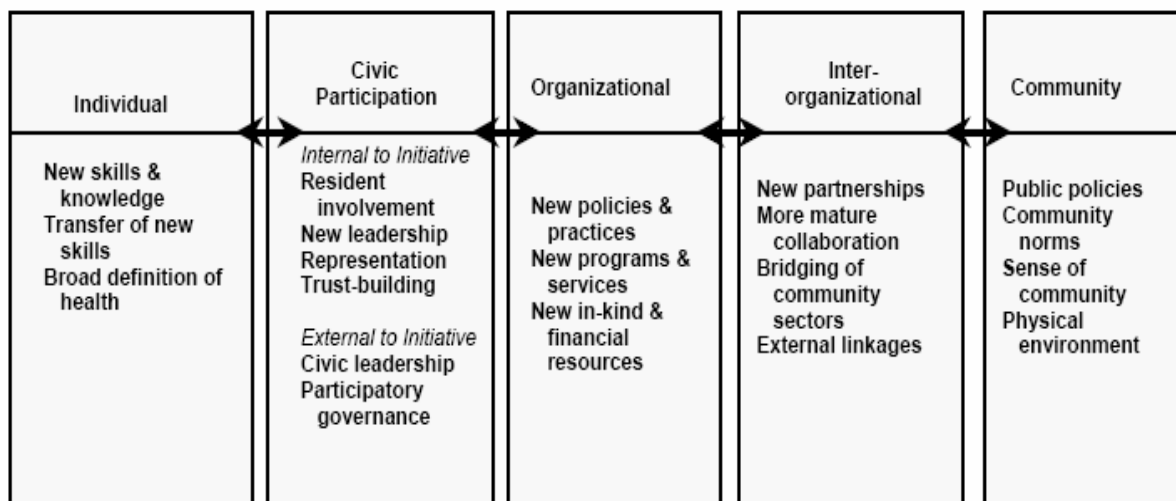 Individual
Civic
Participation
Organizational
Inter-
organizational
Community
New skills &
knowledge
Transfer of new
skills
Broad definition of
health
Internal to Initiative
Resident
involvement
New leadership
Representation
Trust-building
External to Initiative
Civic leadership
Participatory
governance
New policies &
practices
New programs &
services
New in-kind &
financial
resources
New partnerships
More mature
collaboration
Bridging of
community
sectors
External linkages
Public policies
Community
norms
Sense of
community
Physical
environment